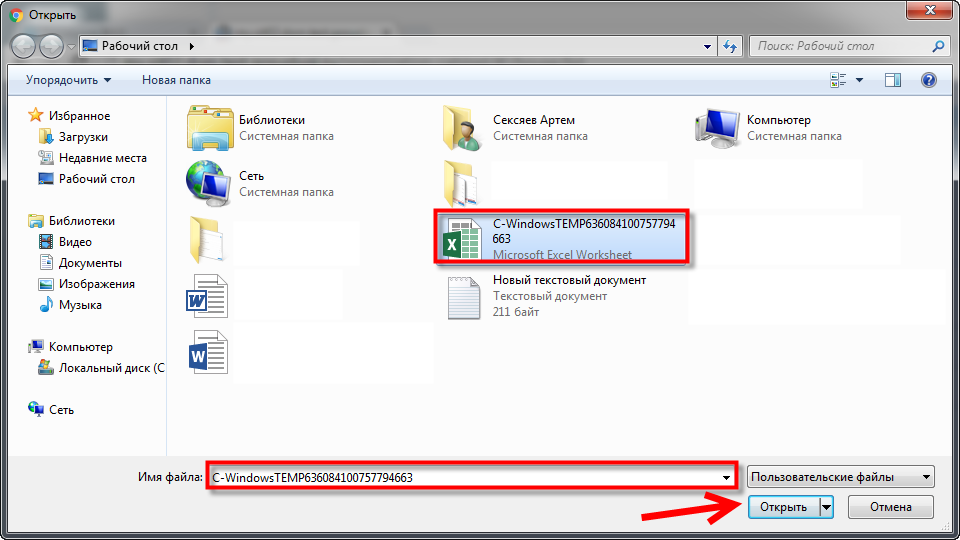 Открыть
Рабочий стол
Поиск: Рабочий стол
Упорядочить
Новая папка
Избранное
Загрузки
Недавние места
Рабочий стол
Библиотеки
Видео
Документы
Изображения
Музыка
Компьютер
Локальный диск (C
Сеть
Библиотеки
Системная папка
Сексяев Артем
Системная папка
Компьютер
Системная папка
Сеть
Системная папка
C-WindowsTEMP636084100757794
663
Microsoft Excel Worksheet
Новый текстовый документ
Текстовый документ
211 байт
Имя файла:
C-WindowsTEMP636084100757794663
Пользовательские файлы
Открыть
Отмена